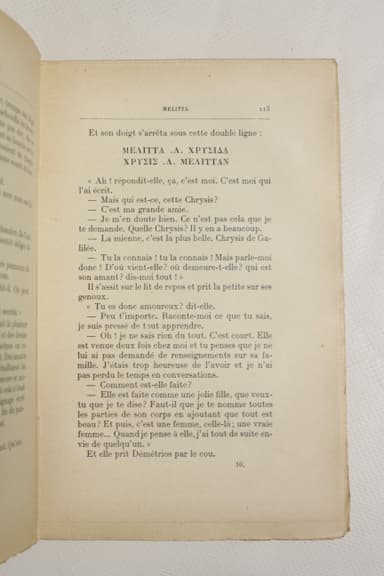 MELITTA 113
Et son doigt s'arrêta sous cette double ligne :
ΜΕΛΙΤΤΑ .Λ. ΧΡΥΣΙΔΑ
ΧΡΥΣΙΣ .Λ. ΜΕΛΙΤΤΑΝ
« Ah ! répondit-elle, ça, c'est moi. C'est moi qui
l'ai écrit.
— Mais qui est-ce, cette Chrysis?
— C'est ma grande amie.
— Je m'en doute bien. Ce n'est pas cela que je
te demande. Quelle Chrysis? Il y en a beaucoup.
— La mienne, c'est la plus belle. Chrysis de Ga-
lilée.
— Tu la connais ! tu la connais ! Mais parle-moi
donc ! D'où vient-elle? où demeure-t-elle? qui est
son amant? dis-moi tout ! »
Il s'assit sur le lit de repos et prit la petite sur ses
genoux.
« Tu es donc amoureux? dit-elle.
— Peu t'importe. Raconte-moi ce que tu sais,
je suis pressé de tout apprendre.
— Oh ! je ne sais rien du tout. C'est court. Elle
est venue deux fois chez moi et tu penses que je ne
lui ai pas demandé de renseignements sur sa fa-
mille. J'étais trop heureuse de l'avoir et je n'ai
pas perdu le temps en conversations.
— Comment est-elle faite?
— Elle est faite comme une jolie fille, que veux-
tu que je te dise? Faut-il que je te nomme toutes
les parties de son corps en ajoutant que tout est
beau? Et puis, c'est une femme, celle-là ; une vraie
femme... Quand je pense à elle, j'ai tout de suite en-
vie de quelqu'un. »
Et elle prit Démétrios par le cou.
10.